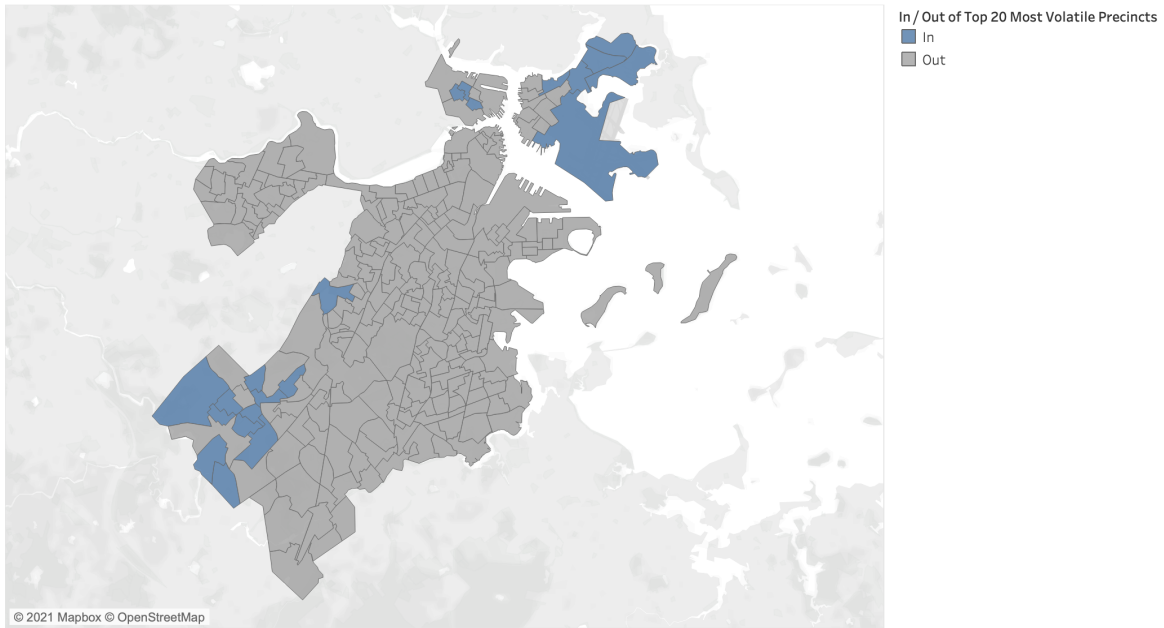 In / Out of Top 20 Most Volatile Precincts
In
Out
© 2021 Mapbox © OpenStreetMap